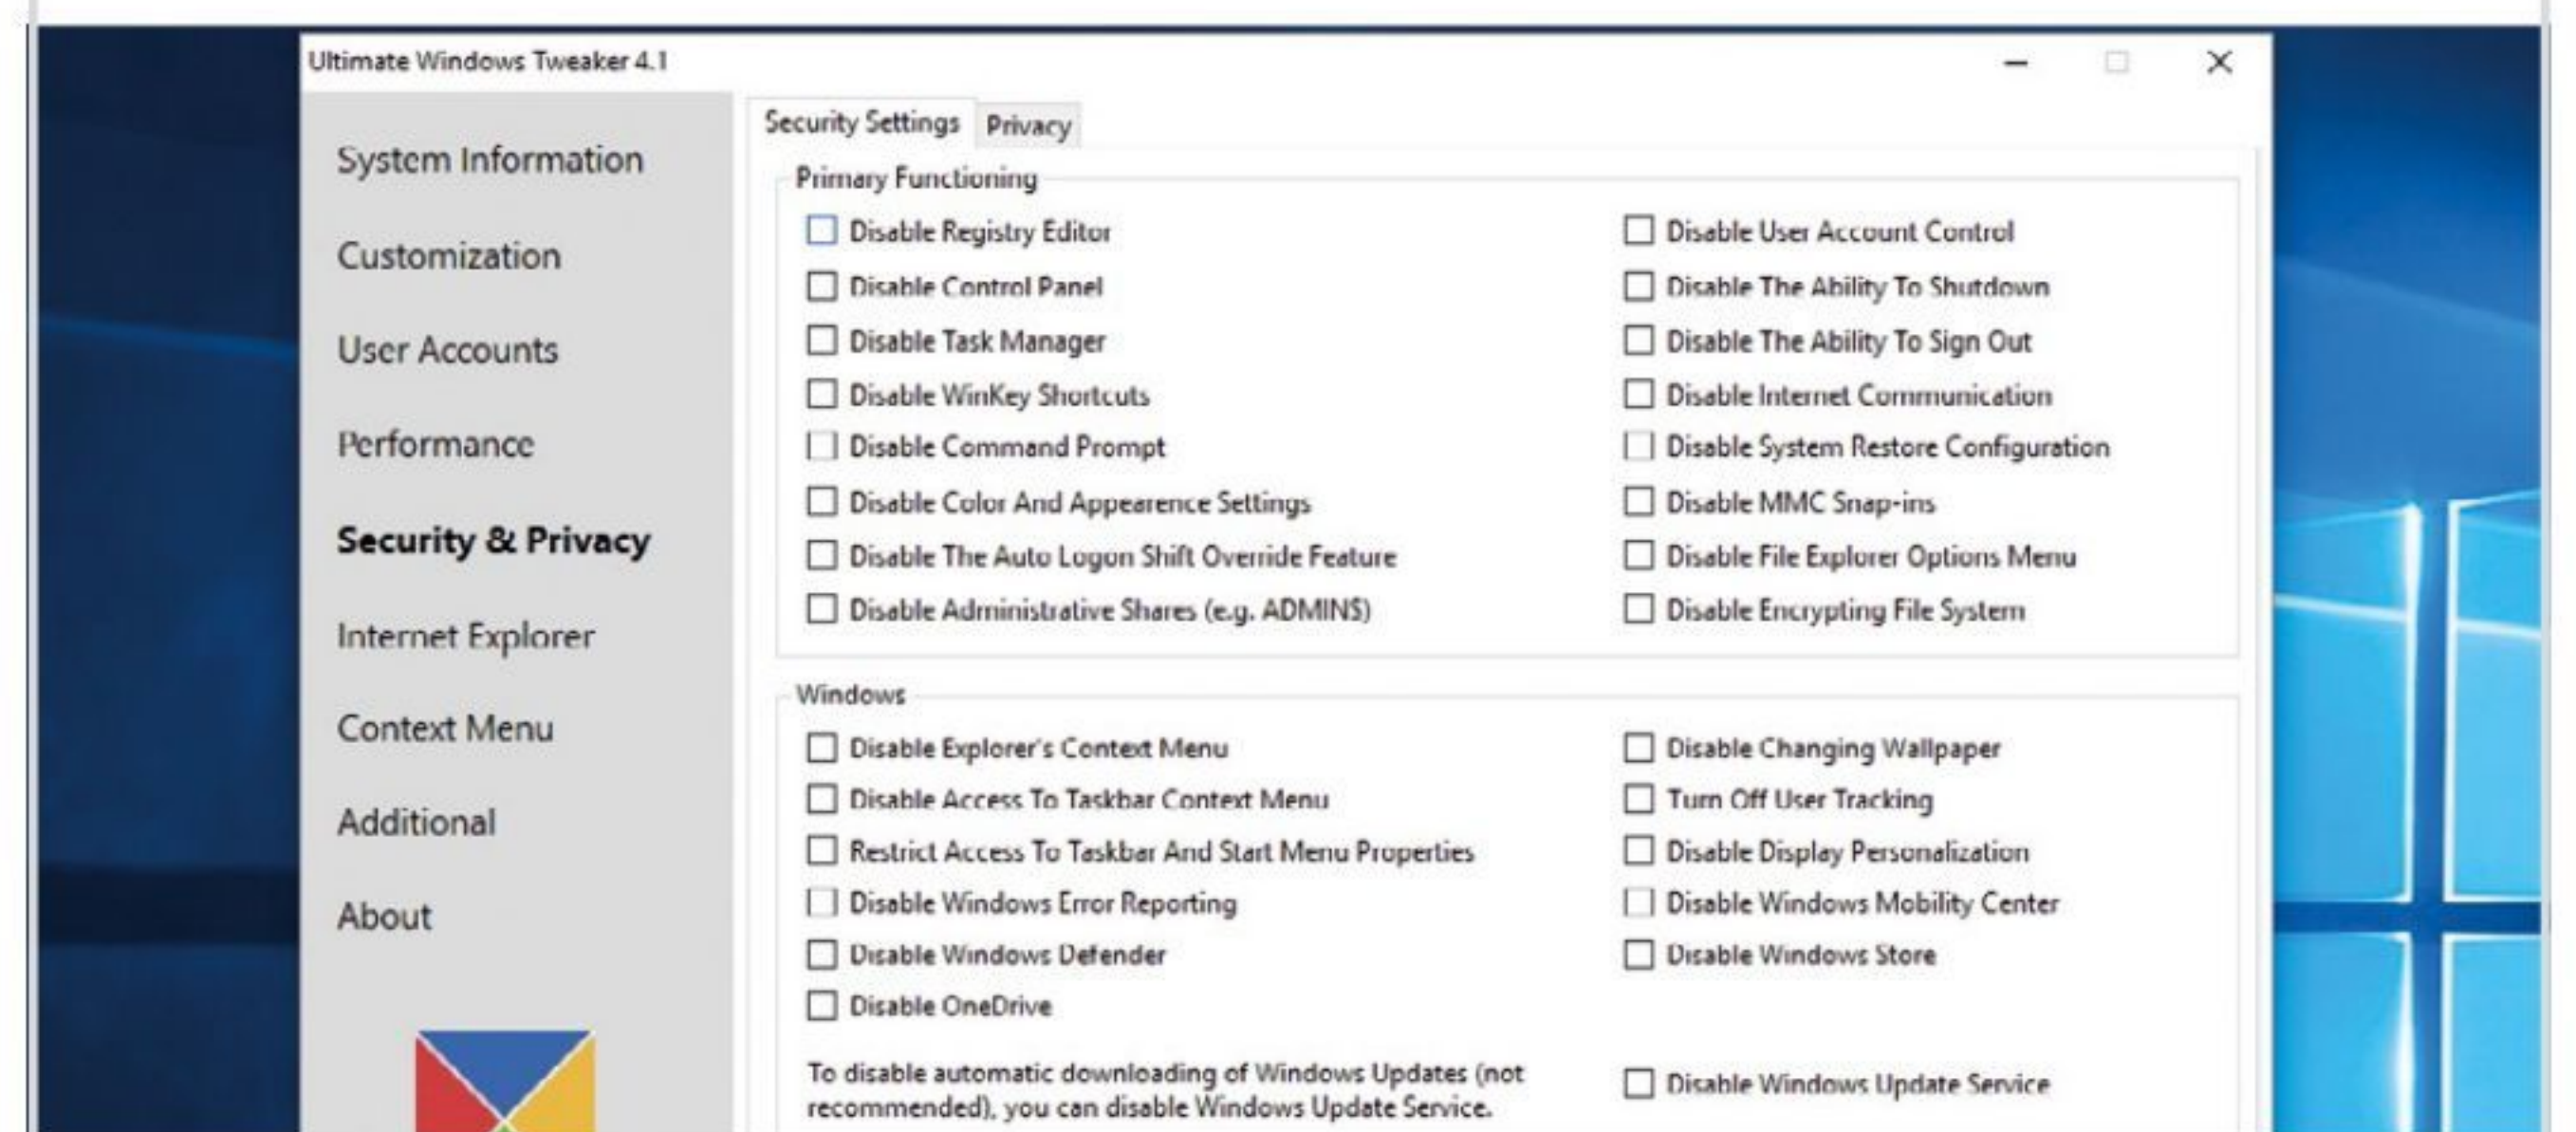 Ultimate Windows Tweaker 4.1
System Information
Customization
User Accounts
Performance
Security & Privacy
Internet Explorer
Context Menu
Additional
About
Security Settings
Privacy
Primary Functioning
Disable Registry Editor
Disable Control Panel
Disable Task Manager
Disable WinKey Shortcuts
Disable Command Prompt
Disable Color And Appearence Settings
Disable The Auto Logon Shift Override Feature
Disable Administrative Shares (e.g. ADMIN$)
Disable User Account Control
Disable The Ability To Shutdown
Disable The Ability To Sign Out
Disable Internet Communication
Disable System Restore Configuration
Disable MMC Snap-ins
Disable File Explorer Options Menu
Disable Encrypting File System
Windows
Disable Explorer's Context Menu
Disable Access To Taskbar Context Menu
Restrict Access To Taskbar And Start Menu Properties
Disable Windows Error Reporting
Disable Windows Defender
Disable OneDrive
Disable Changing Wallpaper
Turn Off User Tracking
Disable Display Personalization
Disable Windows Mobility Center
Disable Windows Store
To disable automatic downloading of Windows Updates (not
recommended), you can disable Windows Update Service.
Disable Windows Update Service